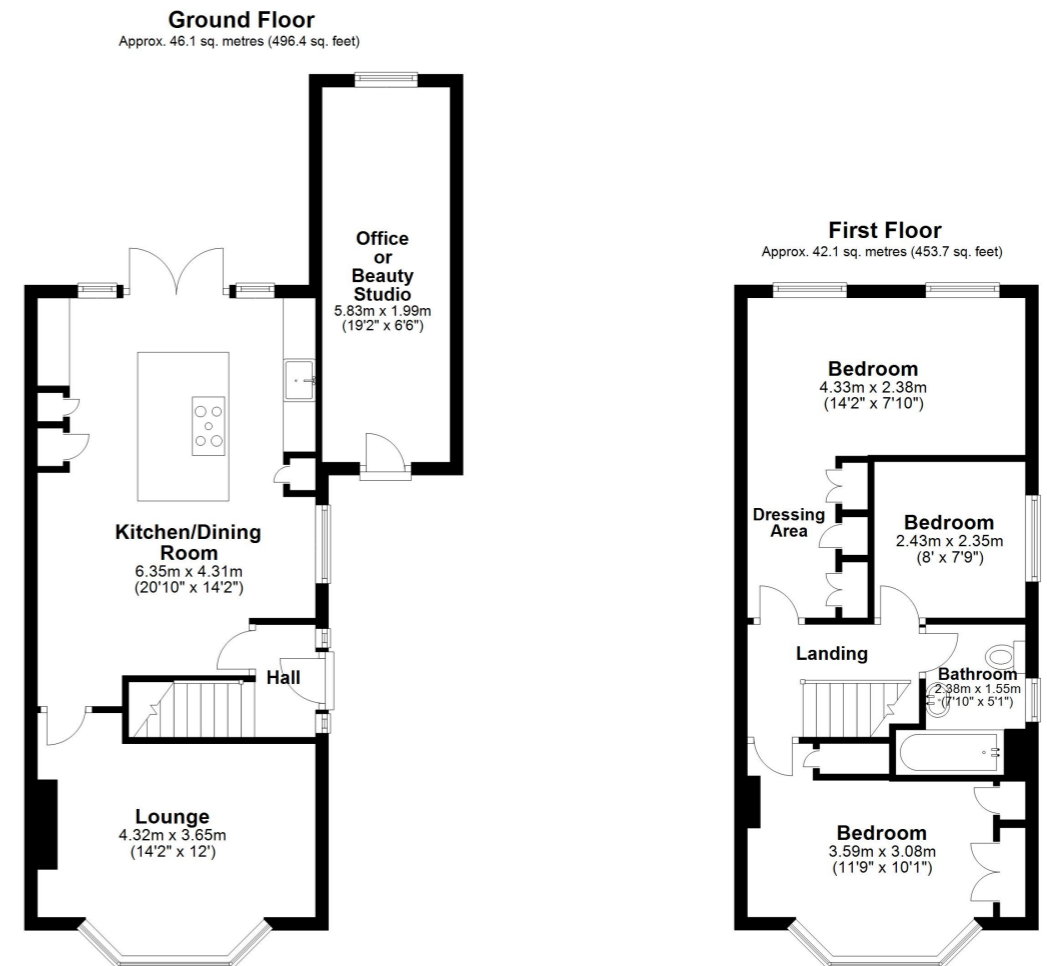 Ground Floor
Approx. 46.1 sq. metres (496.4 sq. feet)
Office
or
Beauty
Studio
5.83m x 1.99m
(19'2" x 6'6")
Kitchen/Dining
Room
6.35m x 4.31m
(20'10" x 14'2")
Hall
Lounge
4.32m x 3.65m
(14'2" x 12')
First Floor
Approx. 42.1 sq. metres (453.7 sq. feet)
Bedroom
4.33m x 2.38m
(14'2" x 7'10")
Dressing
Area
Bedroom
2.43m x 2.35m
(8' x 7'9")
Landing
Bathroom
2.38m x 1.55m
(7'10" x 5'1")
Bedroom
3.59m x 3.08m
(11'9" x 10'1")